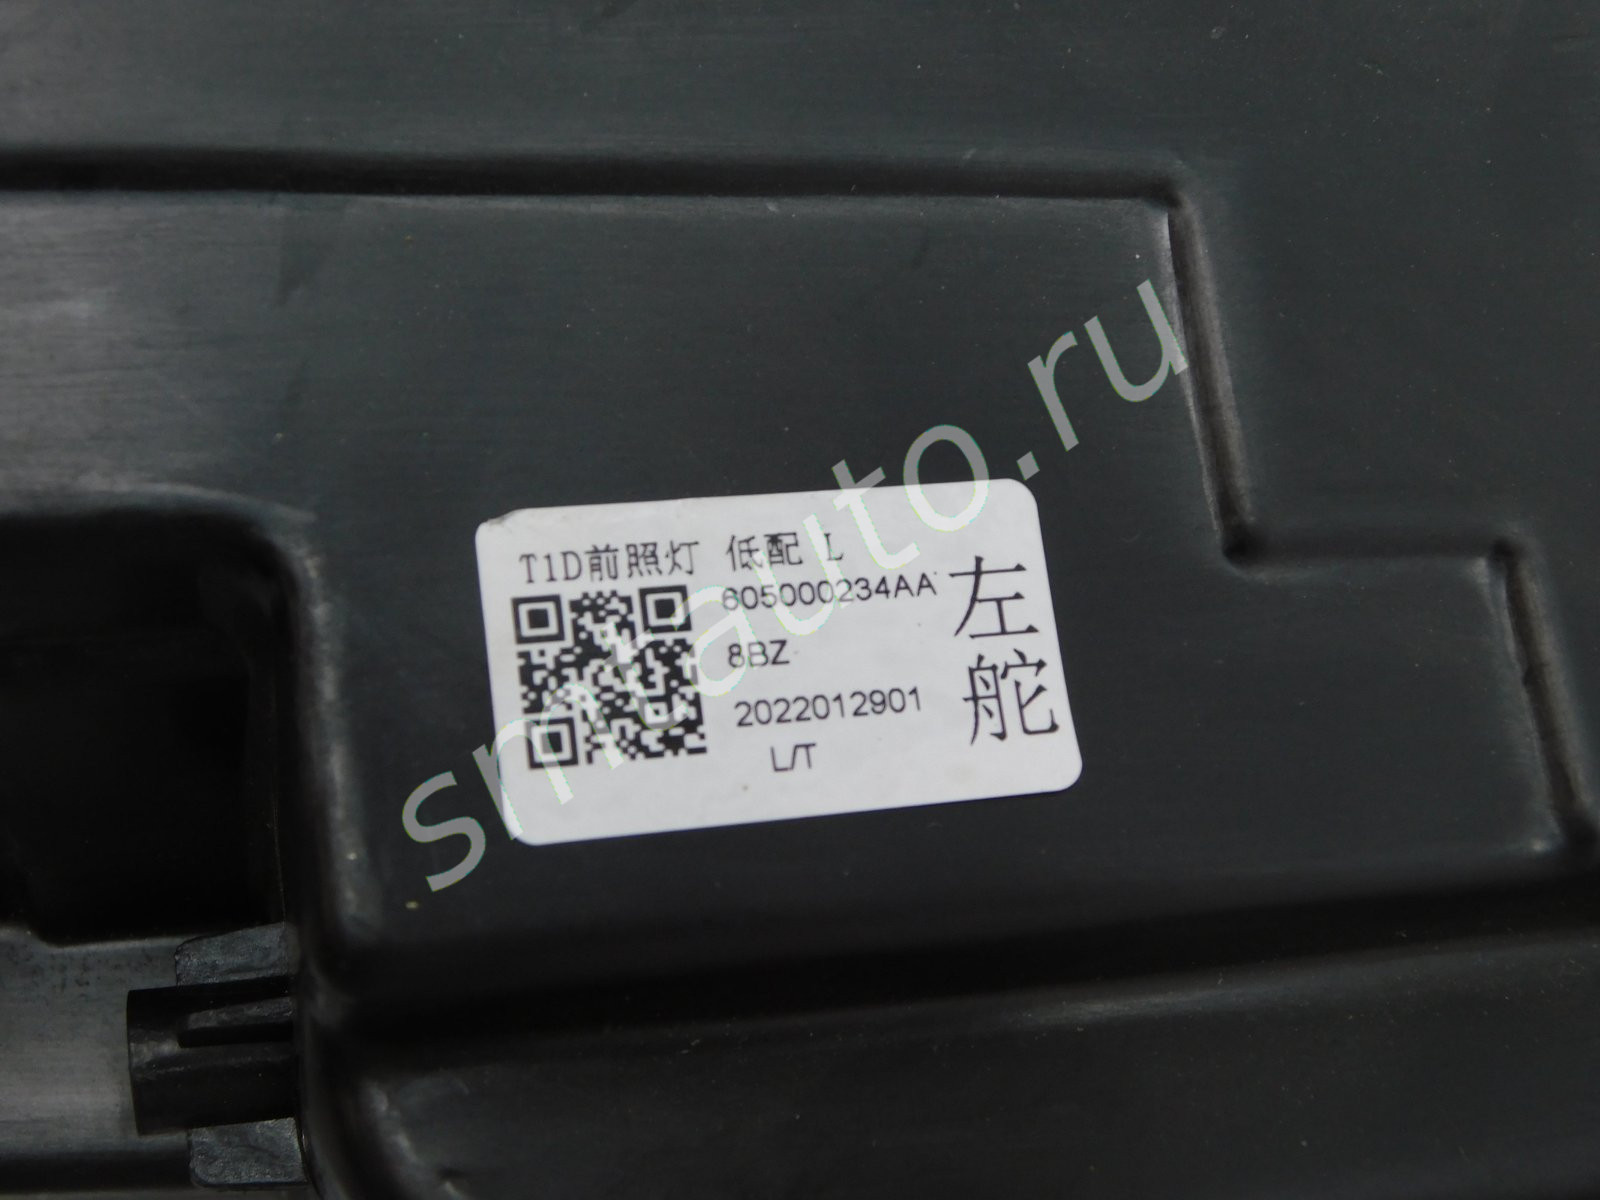 T1D前照灯 低配 L
605000234AA
8BZ
2022012901
L/T
左舵
smtauto.ru